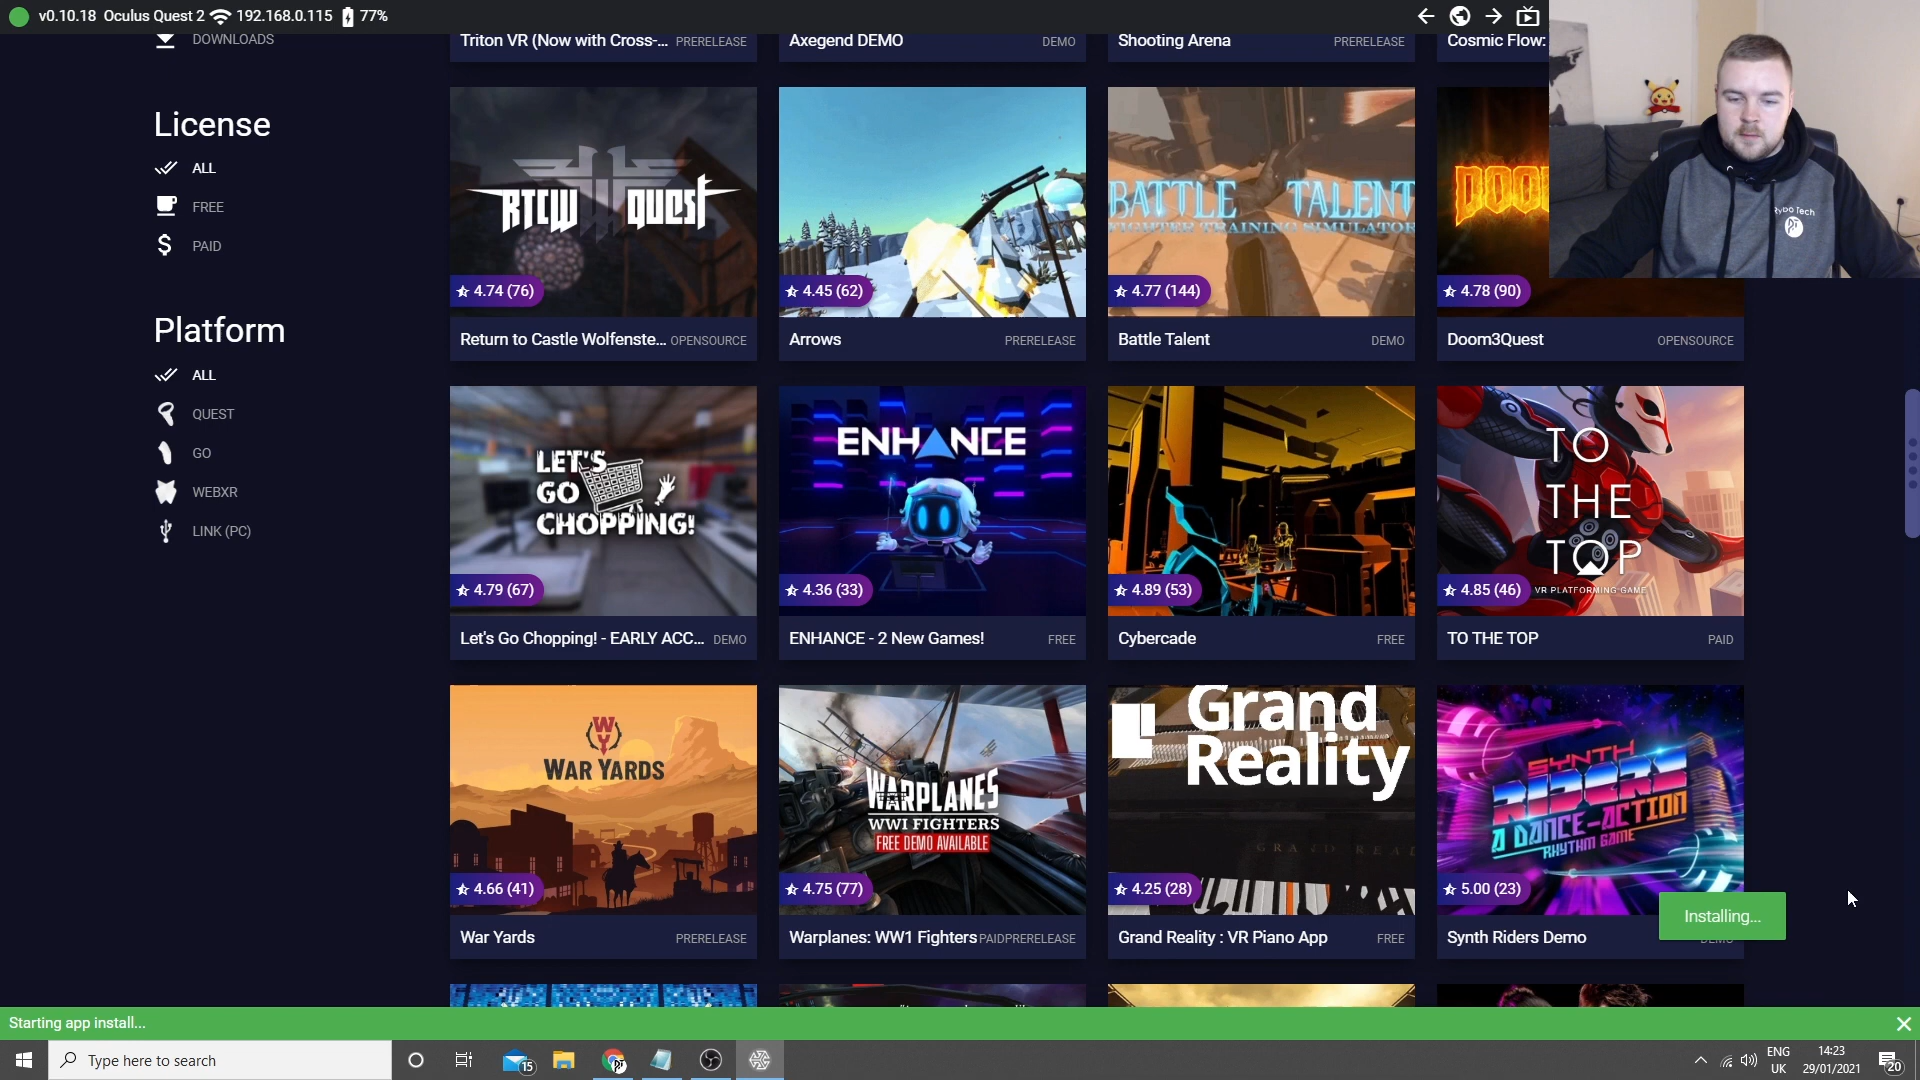 v0.10.18 Oculus Quest 2 192.168.0.115 77%
DOWNLOADS
Triton VR (Now with Cross-... PRERELEASE
Axegend DEMO DEMO
Shooting Arena PRERELEASE
Cosmic Flow:
License
ALL
FREE
PAID
Platform
ALL
QUEST
GO
WEBXR
LINK (PC)
RTCW QUEST
4.74 (76)
Return to Castle Wolfenste... OPENSOURCE
4.45 (62)
Arrows PRERELEASE
BATTLE TALENT
FIGHTER TRAINING SIMULATOR
4.77 (144)
Battle Talent DEMO
4.78 (90)
Doom3Quest OPENSOURCE
Rybo Tech
LET'S
GO
CHOPPING!
4.79 (67)
Let's Go Chopping! - EARLY ACC... DEMO
ENHANCE
4.36 (33)
ENHANCE - 2 New Games! FREE
4.89 (53)
Cybercade FREE
TO
THE
TOP
VR PLATFORMING GAME
4.85 (46)
TO THE TOP PAID
WY
WAR YARDS
4.66 (41)
War Yards PRERELEASE
WARPLANES
WWI FIGHTERS
FREE DEMO AVAILABLE
4.75 (77)
Warplanes: WW1 Fighters PAIDPRERELEASE
Grand
Reality
4.25 (28)
Grand Reality : VR Piano App FREE
SYNTH
RIDERS
A DANCE-ACTION
RHYTHM GAME
5.00 (23)
Synth Riders Demo
Installing...
Starting app install...
Type here to search
15
ENG
UK
14:23
29/01/2021
20